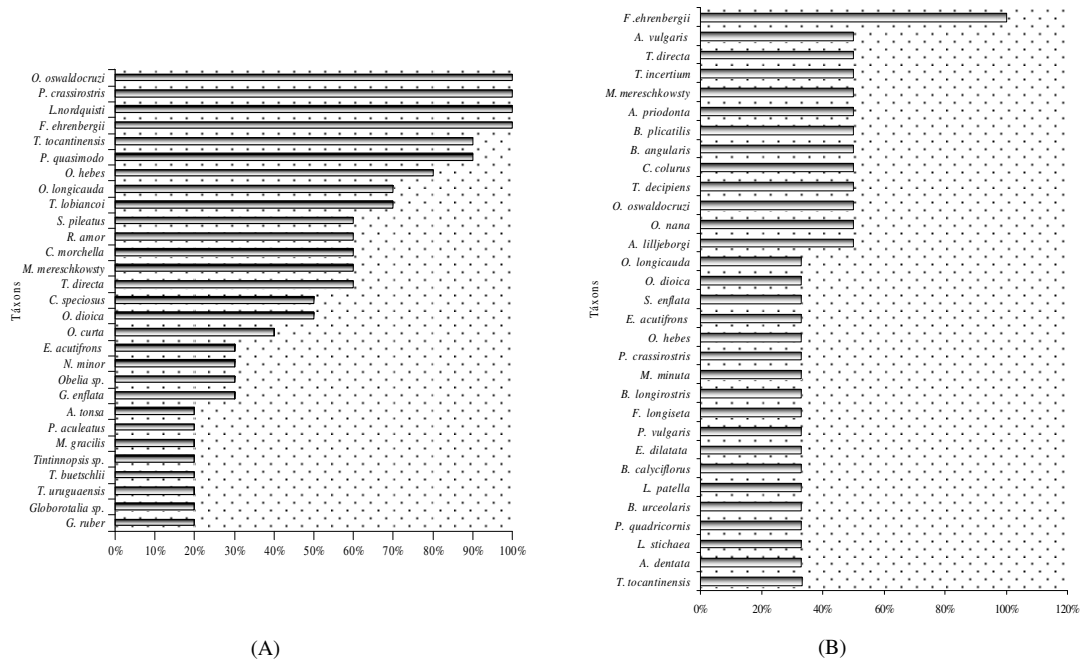 Táxons
O. oswaldocruzi
P. crassirostris
L.nordquisti
F. ehrenbergii
T. tocantinensis
P. quasimodo
O. hebes
O. longicauda
T. lobiancoi
S. pileatus
R. amor
C. morchella
M. mereschkowsty
T. directa
C. speciosus
O. dioica
O. curta
E. acutifrons
N. minor
Obelia sp.
G. enflata
A. tonsa
P. aculeatus
M. gracilis
Tintinnopsis sp.
T. buetschlii
T. uruguaensis
Globorotalia sp.
G. ruber
0% 10% 20% 30% 40% 50% 60% 70% 80% 90% 100%
(A)
Táxons
F .ehrenbergii
A. vulgaris
T. directa
T. incertium
M. mereschkowsty
A. priodonta
B. plicatilis
B. angularis
C. colurus
T. decipiens
O. oswaldocruzi
O. nana
A. lilljeborgi
O. longicauda
O. dioica
S. enflata
E. acutifrons
O. hebes
P. crassirostris
M. minuta
B. longirostris
F. longiseta
P. vulgaris
E. dilatata
B. calyciflorus
L. patella
B. urceolaris
P. quadricornis
L. stichaea
A. dentata
T. tocantinensis
0% 20% 40% 60% 80% 100% 120%
(B)